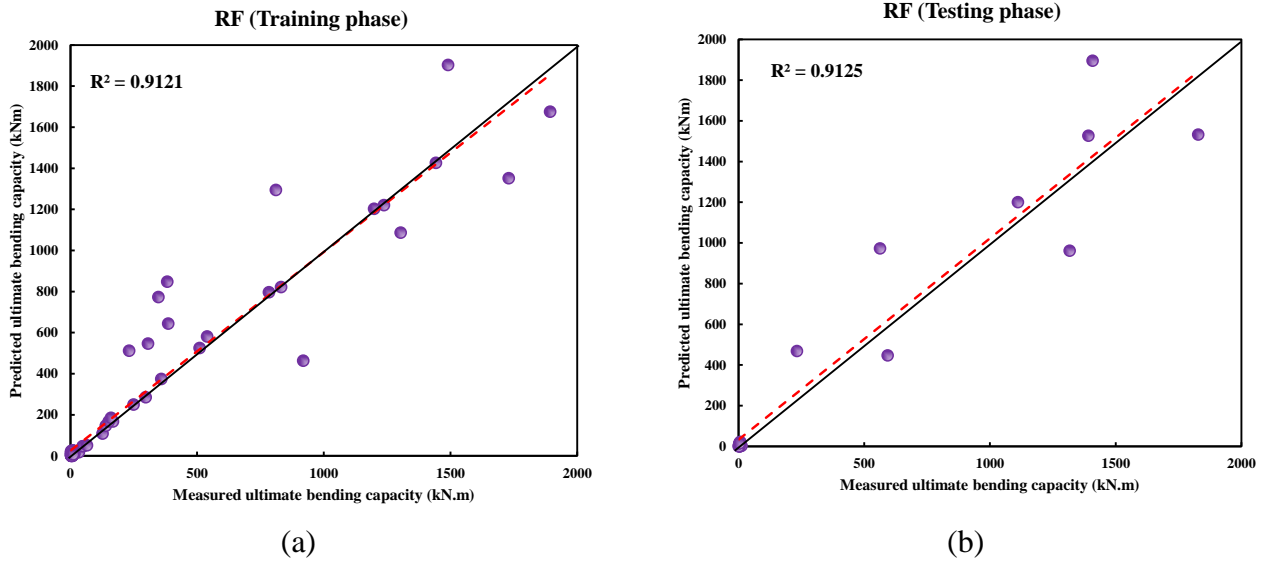 RF (Training phase)
R² = 0.9121
Predicted ultimate bending capacity (kNm)
2000
1800
1600
1400
1200
1000
800
600
400
200
0
0 500 1000 1500 2000
Measured ultimate bending capacity (kN.m)
(a)
RF (Testing phase)
R² = 0.9125
Predicted ultimate bending capacity (kNm)
2000
1800
1600
1400
1200
1000
800
600
400
200
0
0 500 1000 1500 2000
Measured ultimate bending capacity (kN.m)
(b)